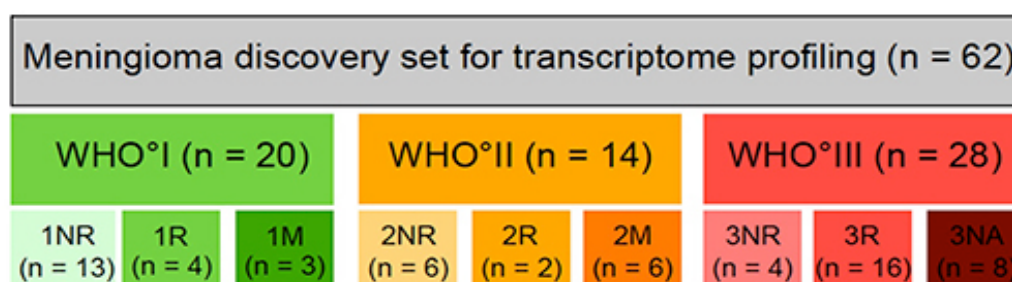 Meningioma discovery set for transcriptome profiling (n = 62)
WHO°I (n = 20) WHO°II (n = 14) WHO°III (n = 28)
1NR 1R 1M 2NR 2R 2M 3NR 3R 3NA
(n = 13) (n = 4) (n = 3) (n = 6) (n = 2) (n = 6) (n = 4) (n = 16) (n = 8)